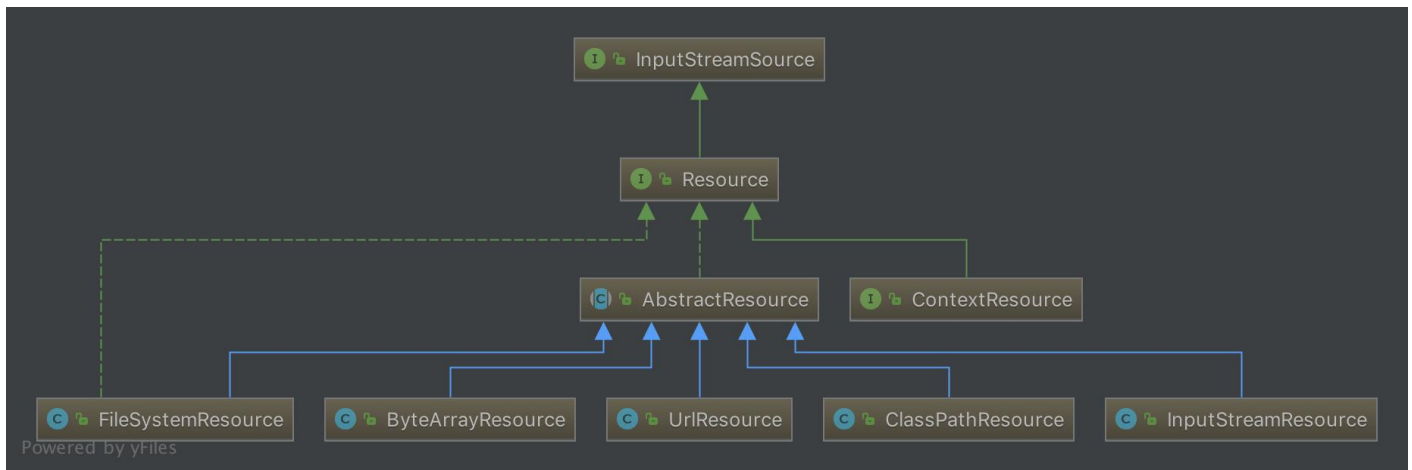 I InputStreamSource
I Resource
C AbstractResource
I ContextResource
C FileSystemResource
C ByteArrayResource
C UrlResource
C ClassPathResource
C InputStreamResource
Powered by yFiles